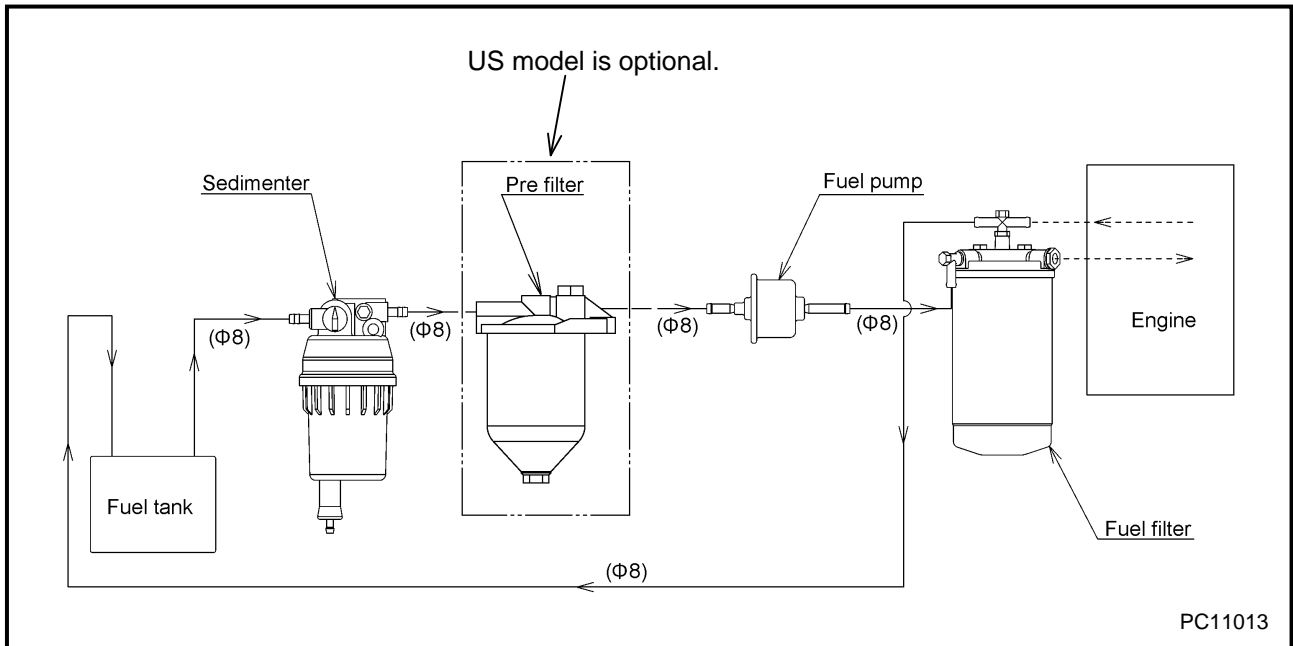 US model is optional.
Sedimenter
Pre filter
Fuel pump
(Φ8)
(Φ8)
(Φ8)
(Φ8)
Engine
Fuel tank
Fuel filter
(Φ8)
PC11013